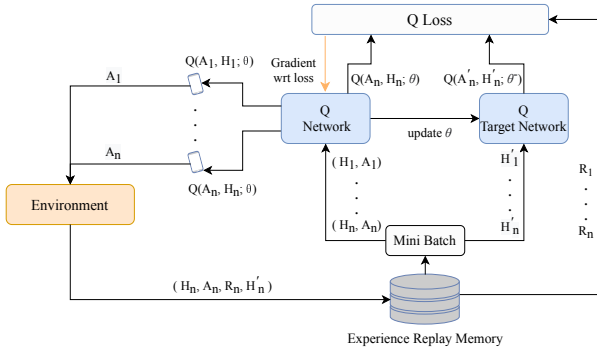 Q Loss
Gradient
wrt loss
Q(A1, H1; θ)
Q(An, Hn; θ)
Q(A'n, H'n; θ-)
A1
Q
Network
Q
Target Network
update θ
An
Q(An, Hn; θ)
(H1, A1)
H'1
R1
Environment
(Hn, An)
H'n
Rn
Mini Batch
(Hn, An, Rn, H'n)
Experience Replay Memory